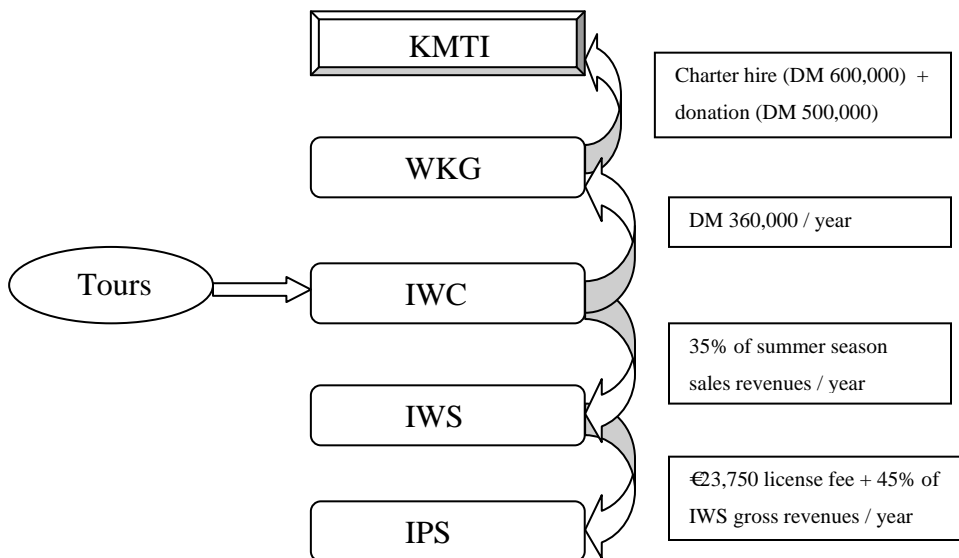 KMTI
Charter hire (DM 600,000) +
donation (DM 500,000)
WKG
DM 360,000 / year
Tours
IWC
35% of summer season
sales revenues / year
IWS
€23,750 license fee + 45% of
IWS gross revenues / year
IPS